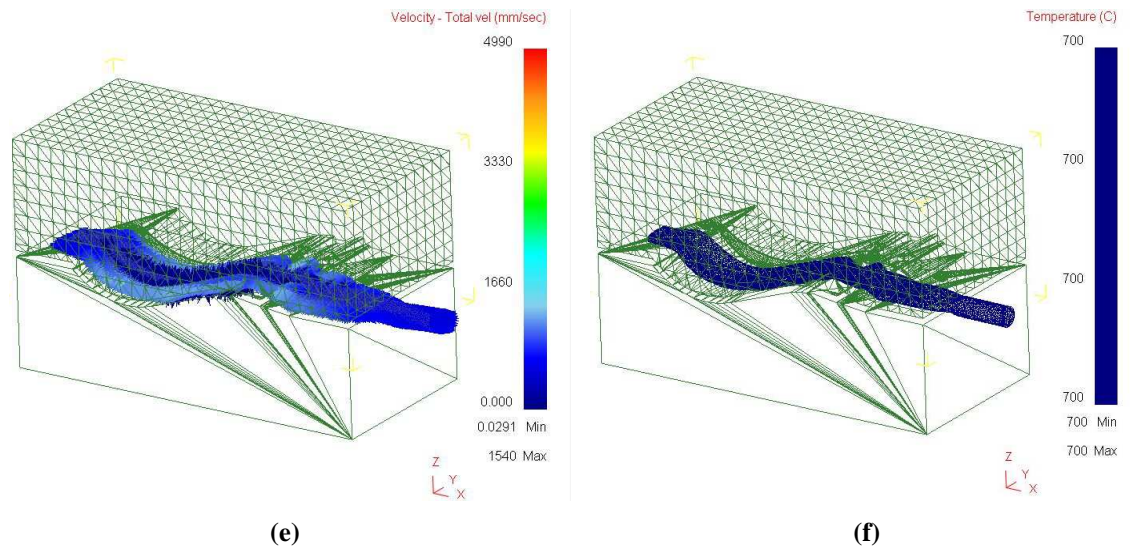 Velocity - Total vel (mm/sec)
4990
3330
1660
0.000
0.0291 Min
1540 Max
Z
Y
X
(e)
Temperature (C)
700
700
700
700
700 Min
700 Max
Z
Y
X
(f)